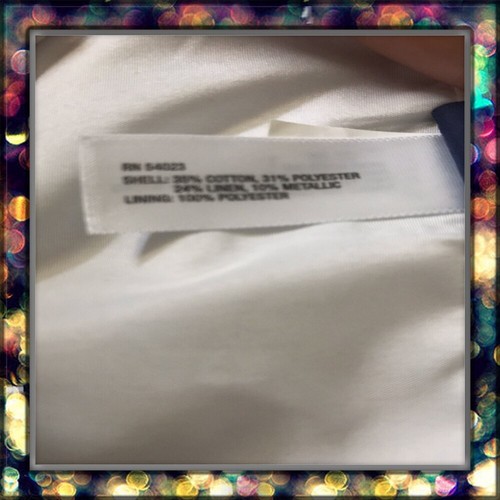 RN 54023
SHELL: 35% COTTON, 31% POLYESTER
24% LINEN, 10% METALLIC
LINING: 100% POLYESTER